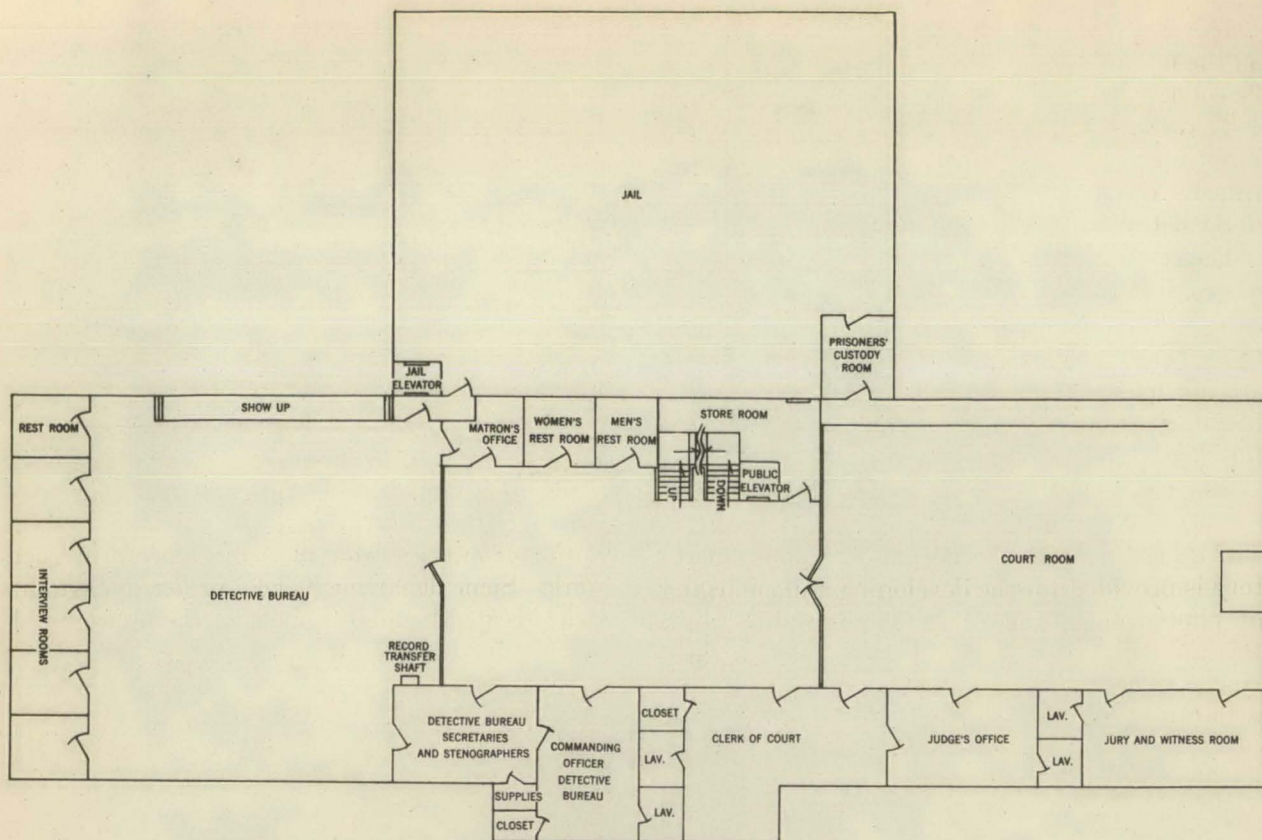 JAIL
PRISONERS'
CUSTODY
ROOM
JAIL
ELEVATOR
SHOW UP
REST ROOM
MATRON'S
OFFICE
WOMEN'S
REST ROOM
MEN'S
REST ROOM
STORE ROOM
UP
DOWN
PUBLIC
ELEVATOR
INTERVIEW ROOMS
DETECTIVE BUREAU
COURT ROOM
RECORD
TRANSFER
SHAFT
DETECTIVE BUREAU
SECRETARIES
AND STENOGRAPHERS
SUPPLIES
CLOSET
COMMANDING
OFFICER
DETECTIVE
BUREAU
CLOSET
LAV.
LAV.
CLERK OF COURT
JUDGE'S OFFICE
LAV.
LAV.
JURY AND WITNESS ROOM